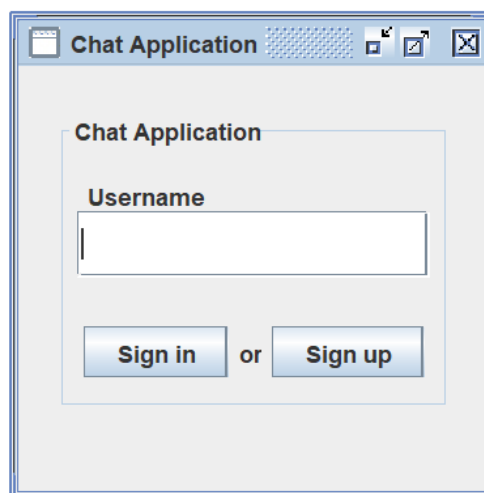 Chat Application
Chat Application
Username
Sign in or Sign up